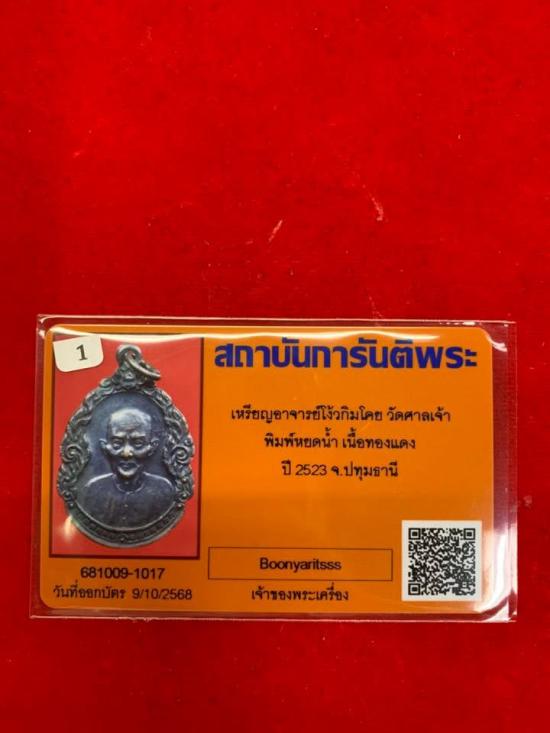 1
สถาบันการันตีพระ
เหรียญอาจารย์โง้วกิมโคย วัดศาลเจ้า
พิมพ์หยดน้ำ เนื้อทองแดง
ปี 2523 จ.ปทุมธานี
Boonyaritsss
เจ้าของพระเครื่อง
681009-1017
วันที่ออกบัตร 9/10/2568